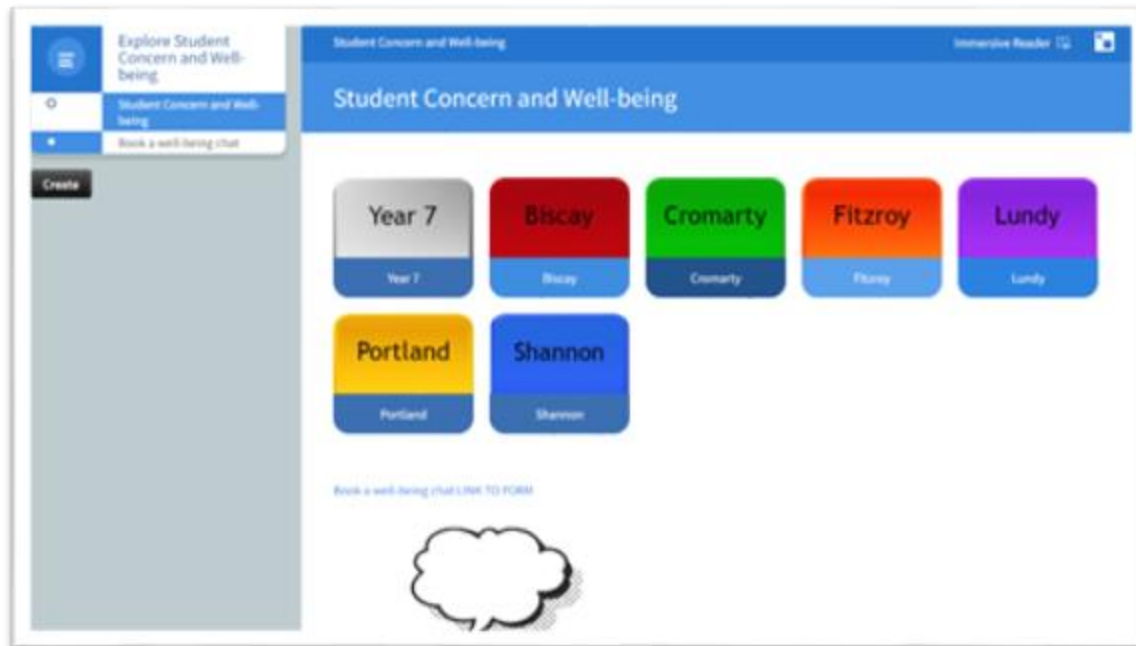 Explore Student
Concern and Well-
being
Student Concern and Well-
being
Book a well-being chat
Create
Student Concern and Well-being
Immersive Reader
Student Concern and Well-being
Year 7
Biscay
Cromarty
Fitzroy
Lundy
Year 7
Biscay
Cromarty
Fitzroy
Lundy
Portland
Shannon
Portland
Shannon
Book a well-being chat LINK TO FORM